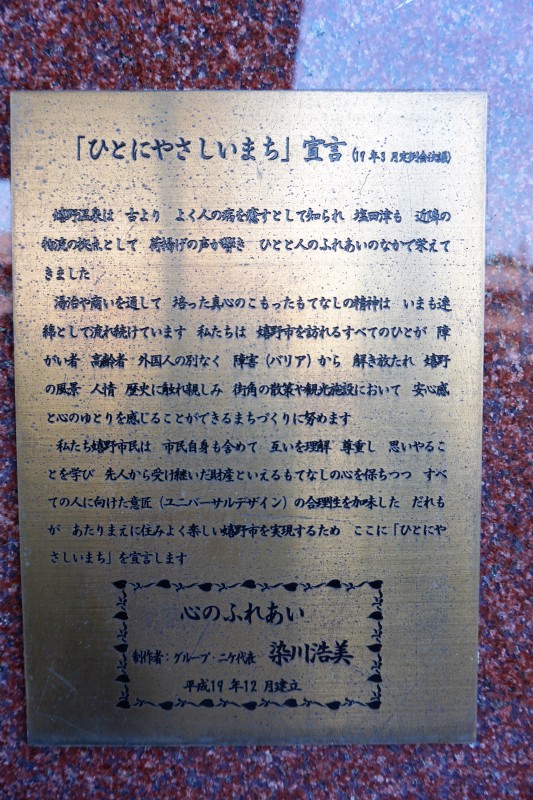 「ひとにやさしいまち」宣言 (19年3月定例会決議)
嬉野温泉は 古より よく人の病を癒すとして知られ 塩田津も 近隣の
物流の拠点として 荷揚げの声が響き ひとと人のふれあいのなかで栄えて
きました
湯治や商いを通して 培った真心のこもったもてなしの精神は いまも連
綿として流れ続けています 私たちは 嬉野市を訪れるすべてのひとが 障
がい者 高齢者 外国人の別なく 障害(バリア)から 解き放たれ 嬉野
の風景 人情 歴史に触れ親しみ 街角の散策や観光施設において 安心感
と心のゆとりを感じることができるまちづくりに努めます
私たち嬉野市民は 市民自身も含めて 互いを理解 尊重し 思いやるこ
とを学び 先人から受け継いだ財産といえるもてなしの心を保ちつつ すべ
ての人に向けた意匠(ユニバーサルデザイン)の合理性を加味した だれも
が あたりまえに住みよく楽しい嬉野市を実現するため ここに「ひとにや
さしいまち」を宣言します
心のふれあい
制作者:グループ・ニケ代表 染川浩美
平成19年12月建立